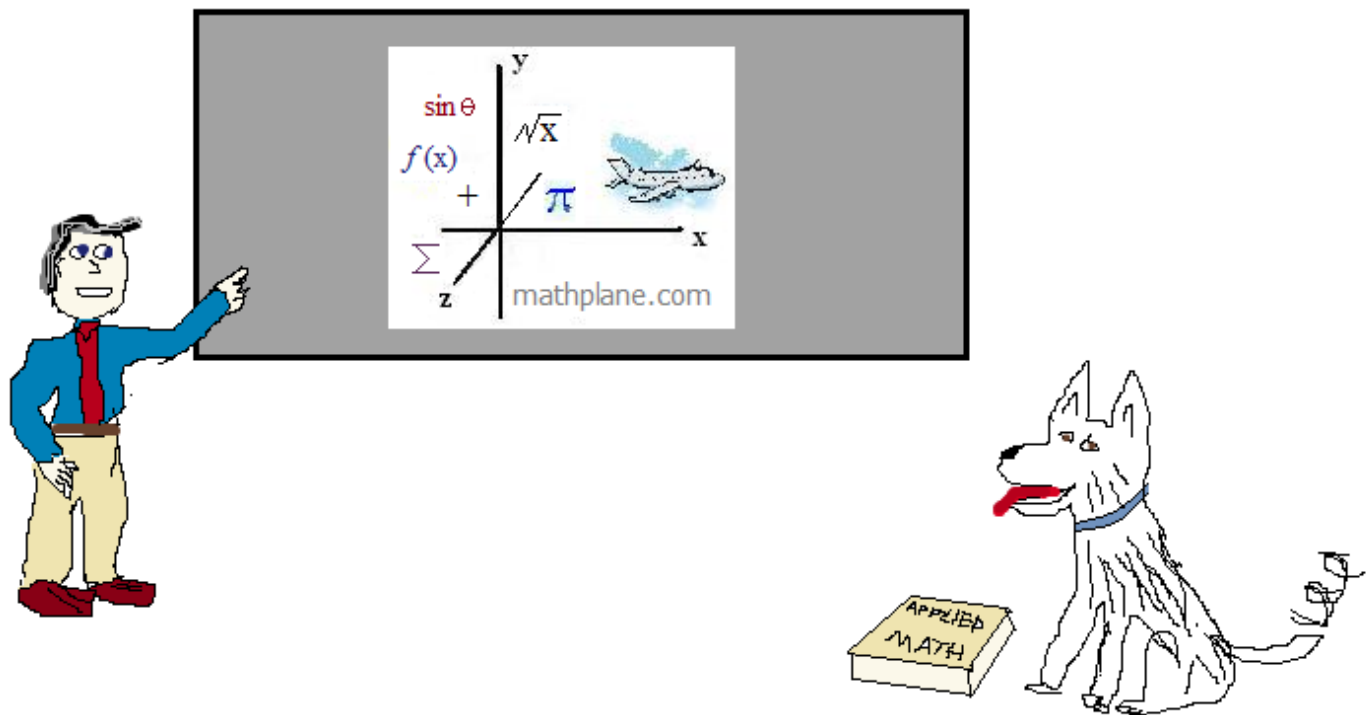 y
sin θ
√x
f(x)
+
π
x
Σ
z
mathplane.com
APPLIED
MATH